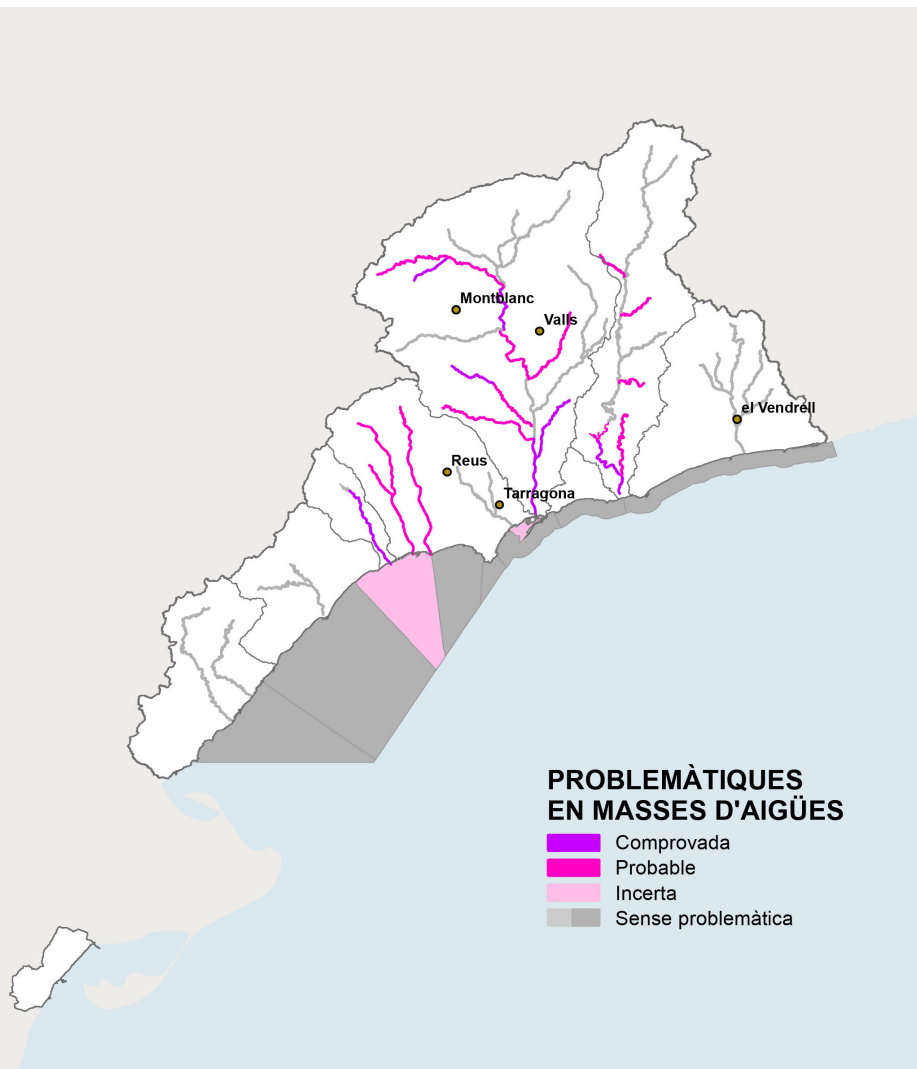 Montblanc
Valls
el Vendrell
Reus
Tarragona
PROBLEMÀTIQUES
EN MASSES D'AIGÜES
Comprovada
Probable
Incerta
Sense problemàtica